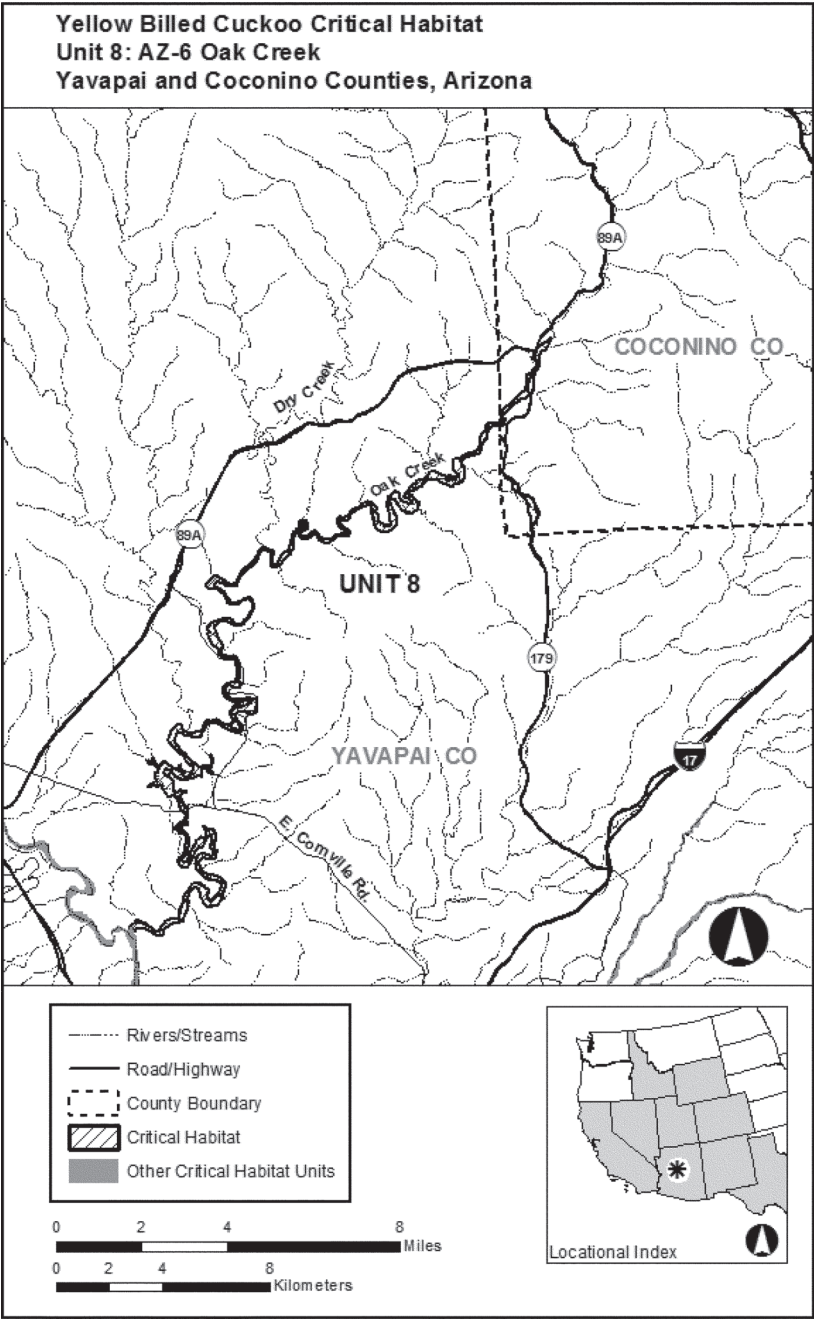 Yellow Billed Cuckoo Critical Habitat
Unit 8: AZ-6 Oak Creek
Yavapai and Coconino Counties, Arizona
89A
COCONINO CO
Dry Creek
Oak Creek
89A
UNIT 8
179
YAVAPAI CO
17
E. Cornville Rd.
Rivers/Streams
Road/Highway
County Boundary
Critical Habitat
Other Critical Habitat Units
0 2 4 8
Miles
0 2 4 8
Kilometers
Locational Index